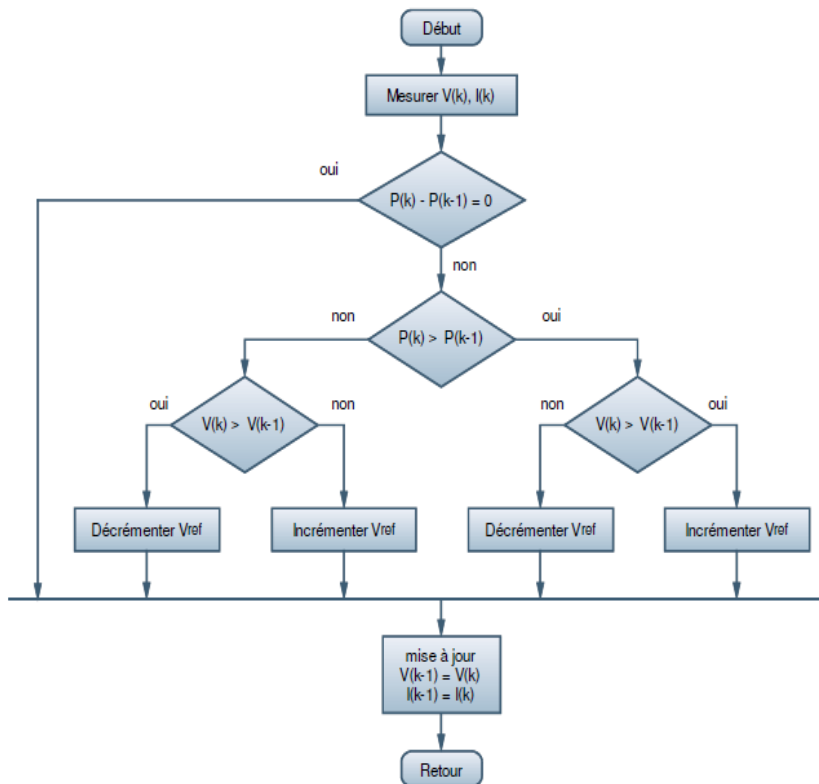 Début
Mesurer V(k), I(k)
oui
P(k) - P(k-1) = 0
non
non
P(k) > P(k-1)
oui
oui
V(k) > V(k-1)
non
non
V(k) > V(k-1)
oui
Décrémenter Vref
Incrémenter Vref
Décrémenter Vref
Incrémenter Vref
mise à jour
V(k-1) = V(k)
I(k-1) = I(k)
Retour